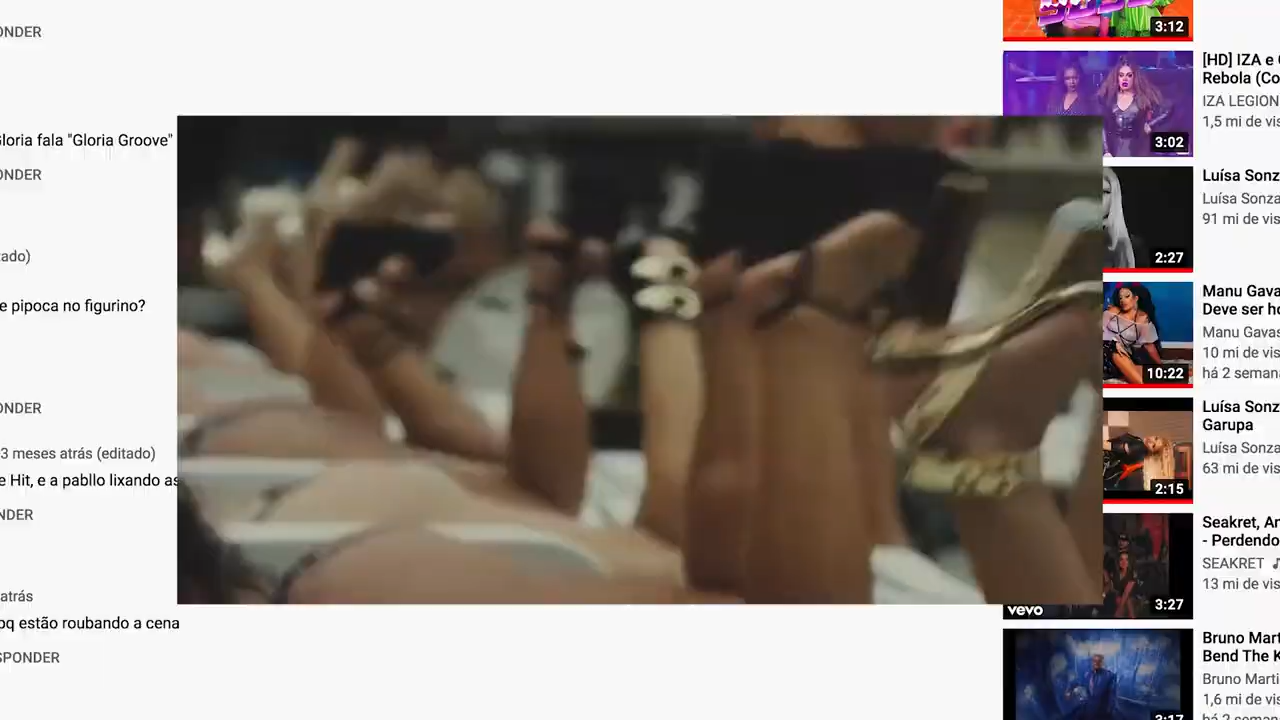 ONDER
Gloria fala "Gloria Groove"
ONDER
tado)
e pipoca no figurino?
ONDER
3 meses atrás (editado)
e Hit, e a pabllo lixando as
NDER
atrás
pq estão roubando a cena
SPONDER
3:12
[HD] IZA e
Rebola (Co
IZA LEGION
1,5 mi de vis
3:02
Luísa Sonz
Luísa Sonza
91 mi de vis
2:27
Manu Gava
Deve ser ho
Manu Gavas
10 mi de vis
há 2 semana
10:22
Luísa Sonz
Garupa
Luísa Sonza
63 mi de vis
2:15
Seakret, An
- Perdendo
SEAKRET ♪
13 mi de vis
vevo
3:27
Bruno Mart
Bend The K
Bruno Marti
1,6 mi de vis
há 2 semana
3:17